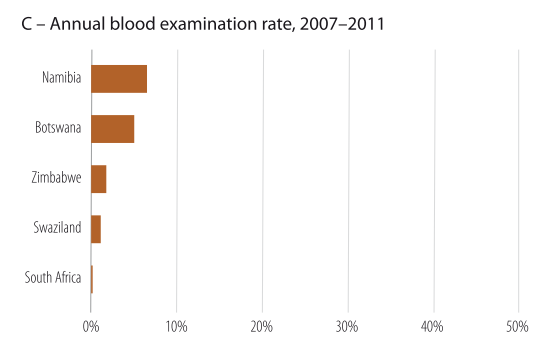 C – Annual blood examination rate, 2007–2011
Namibia
Botswana
Zimbabwe
Swaziland
South Africa
0% 10% 20% 30% 40% 50%